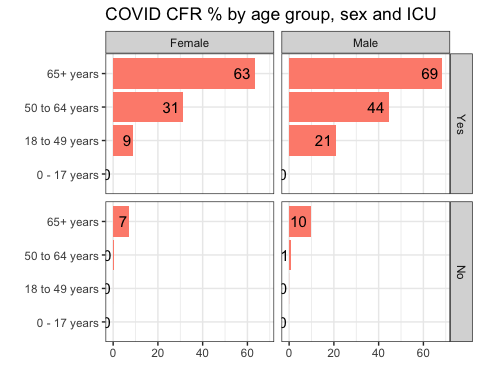 COVID CFR % by age group, sex and ICU
Female Male
65+ years 63 69
50 to 64 years 31 44 Yes
18 to 49 years 9 21
0 - 17 years 0 0
65+ years 7 10
50 to 64 years 0 1 No
18 to 49 years 0 0
0 - 17 years 0 0
0 20 40 60 0 20 40 60